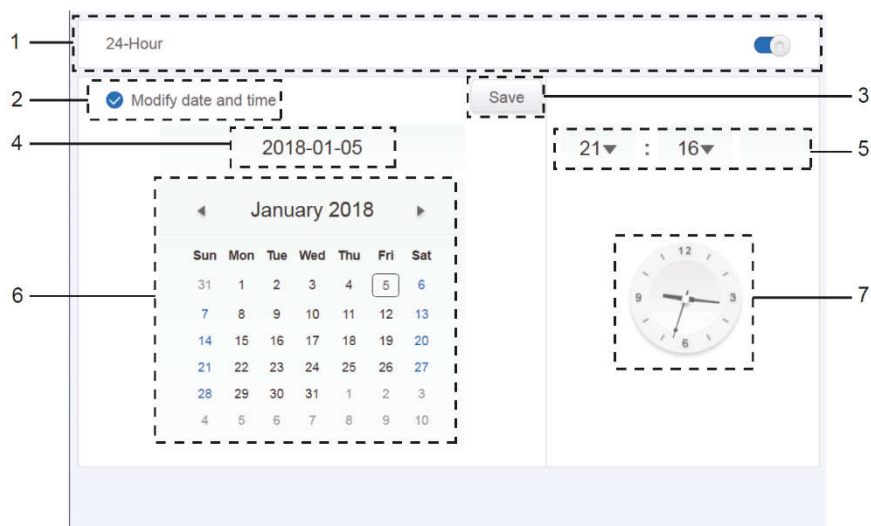 1 24-Hour
2 Modify date and time Save 3
4 2018-01-05 21 : 16 5
January 2018
Sun Mon Tue Wed Thu Fri Sat
31 1 2 3 4 5 6
7 8 9 10 11 12 13
14 15 16 17 18 19 20
21 22 23 24 25 26 27
28 29 30 31 1 2 3
4 5 6 7 8 9 10
6
12
9 3
6
7